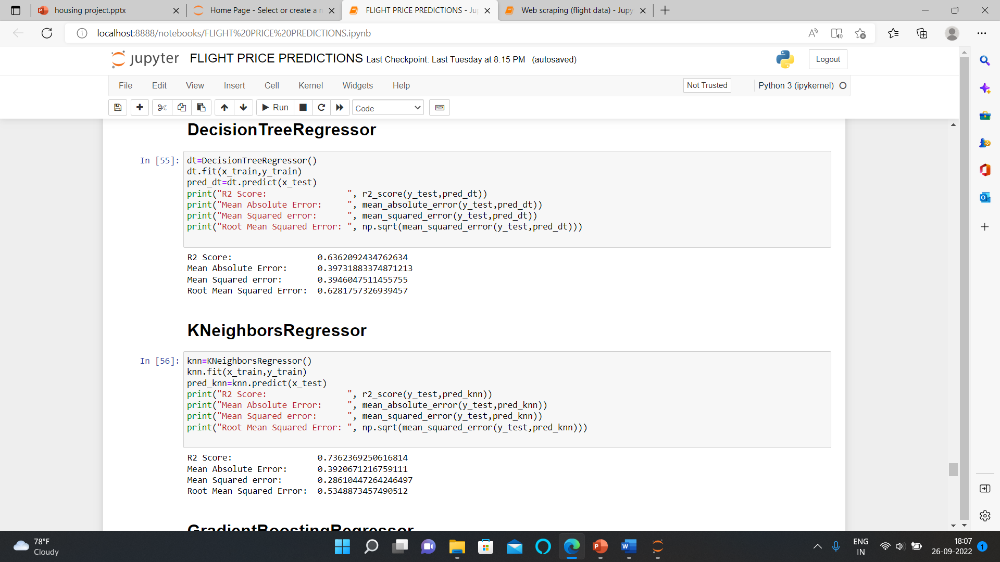 housing project.pptx
Home Page - Select or create a n
FLIGHT PRICE PREDICTIONS - Ju
Web scraping (flight data) - Jupy
localhost:8888/notebooks/FLIGHT%20PRICE%20PREDICTIONS.ipynb
jupyter FLIGHT PRICE PREDICTIONS Last Checkpoint: Last Tuesday at 8:15 PM (autosaved)
Logout
File Edit View Insert Cell Kernel Widgets Help
Not Trusted
Python 3 (ipykernel)
Run
Code
DecisionTreeRegressor
In [55]:
dt=DecisionTreeRegressor()
dt.fit(x_train,y_train)
pred_dt=dt.predict(x_test)
print("R2 Score:                ", r2_score(y_test,pred_dt))
print("Mean Absolute Error:     ", mean_absolute_error(y_test,pred_dt))
print("Mean Squared error:      ", mean_squared_error(y_test,pred_dt))
print("Root Mean Squared Error: ", np.sqrt(mean_squared_error(y_test,pred_dt)))
R2 Score:                 0.6362092434762634
Mean Absolute Error:      0.39731883374871213
Mean Squared error:       0.3946047511455755
Root Mean Squared Error:  0.6281757326939457
KNeighborsRegressor
In [56]:
knn=KNeighborsRegressor()
knn.fit(x_train,y_train)
pred_knn=knn.predict(x_test)
print("R2 Score:                ", r2_score(y_test,pred_knn))
print("Mean Absolute Error:     ", mean_absolute_error(y_test,pred_knn))
print("Mean Squared error:      ", mean_squared_error(y_test,pred_knn))
print("Root Mean Squared Error: ", np.sqrt(mean_squared_error(y_test,pred_knn)))
R2 Score:                 0.7362369250616814
Mean Absolute Error:      0.3920671216759111
Mean Squared error:       0.28610447264246497
Root Mean Squared Error:  0.5348873457490512
GradientBoostingRegressor
78°F
Cloudy
ENG
IN
18:07
26-09-2022
1